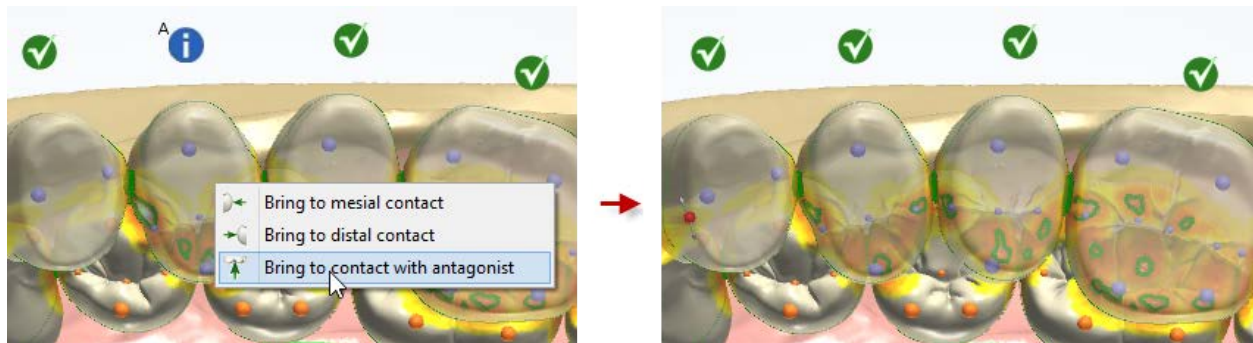 A
i
Bring to mesial contact
Bring to distal contact
Bring to contact with antagonist